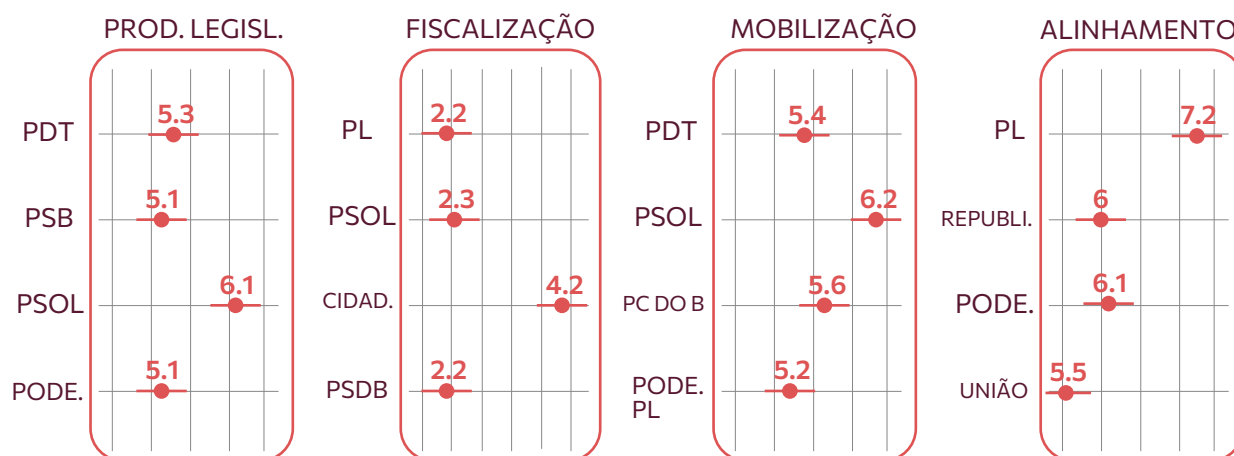 PROD. LEGISL.
PDT
5.3
PSB
5.1
PSOL
6.1
PODE.
5.1
FISCALIZAÇÃO
PL
2.2
PSOL
2.3
CIDAD.
4.2
PSDB
2.2
MOBILIZAÇÃO
PDT
5.4
PSOL
6.2
PC DO B
5.6
PODE.
PL
5.2
ALINHAMENTO
PL
7.2
REPUBLI.
6
PODE.
6.1
UNIÃO
5.5